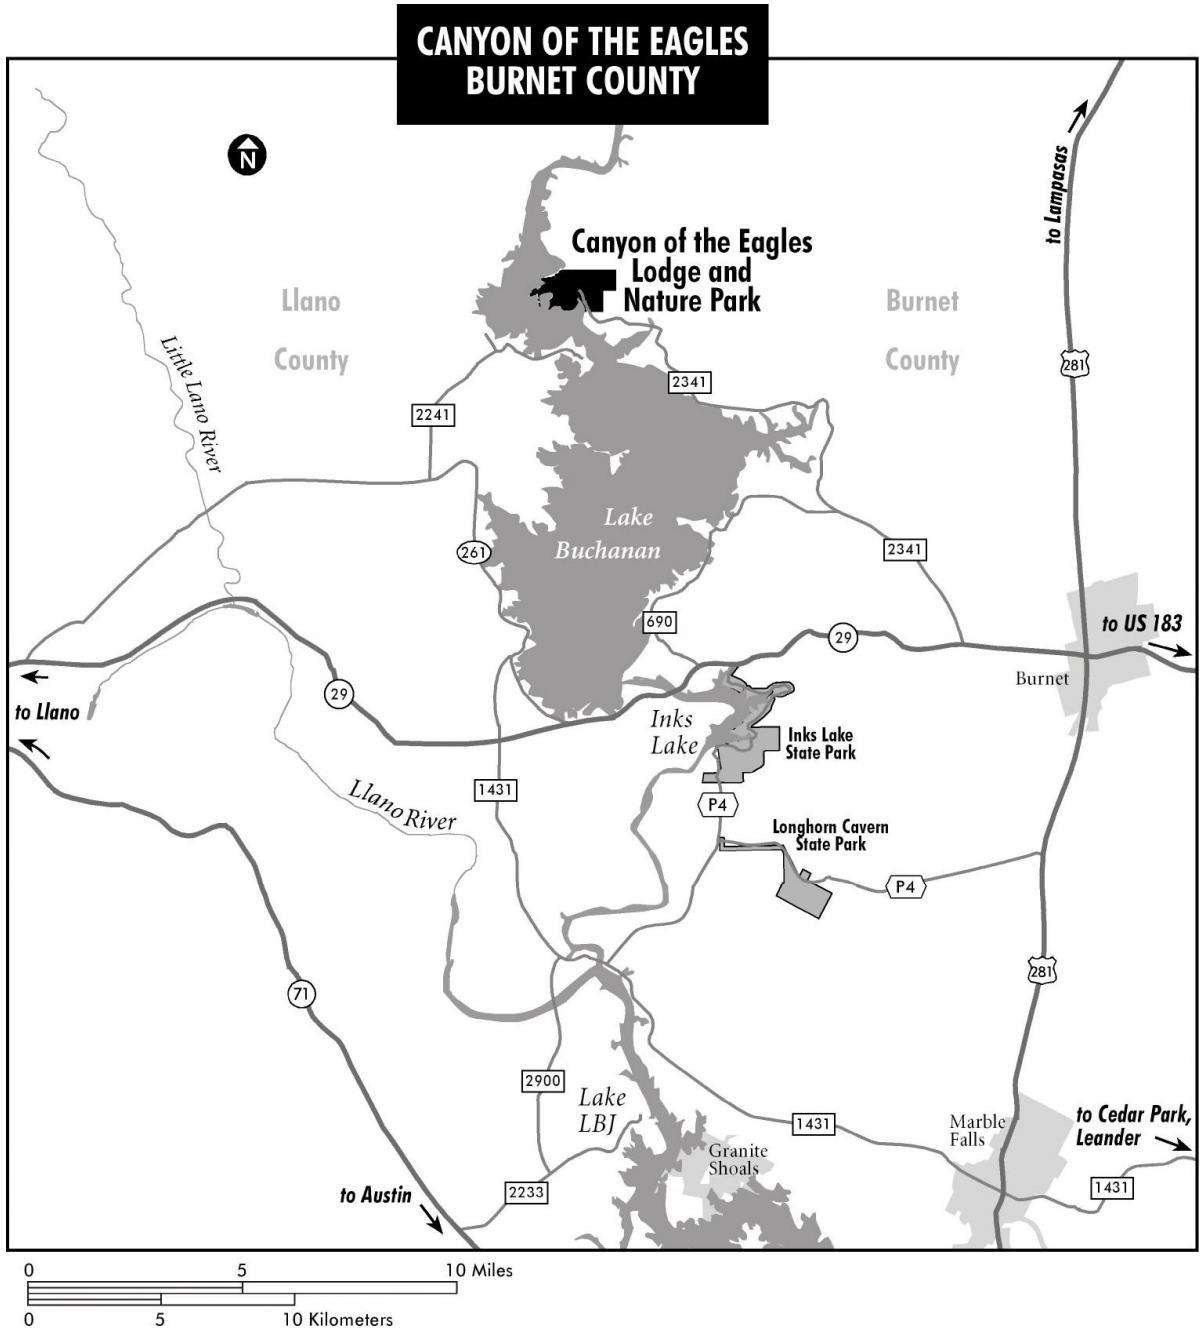 CANYON OF THE EAGLES
BURNET COUNTY
N
to Lampasas
Canyon of the Eagles
Lodge and
Nature Park
Llano
County
Burnet
County
Little Lano River
281
2341
2241
Lake
Buchanan
261
2341
690
29
to US 183
Burnet
29
to Llano
Inks
Lake
Inks Lake
State Park
1431
Llano River
P4
Longhorn Cavern
State Park
P4
281
71
2900
Lake
LBJ
1431
Marble
Falls
to Cedar Park,
Leander
Granite
Shoals
1431
2233
to Austin
0 5 10 Miles
0 5 10 Kilometers